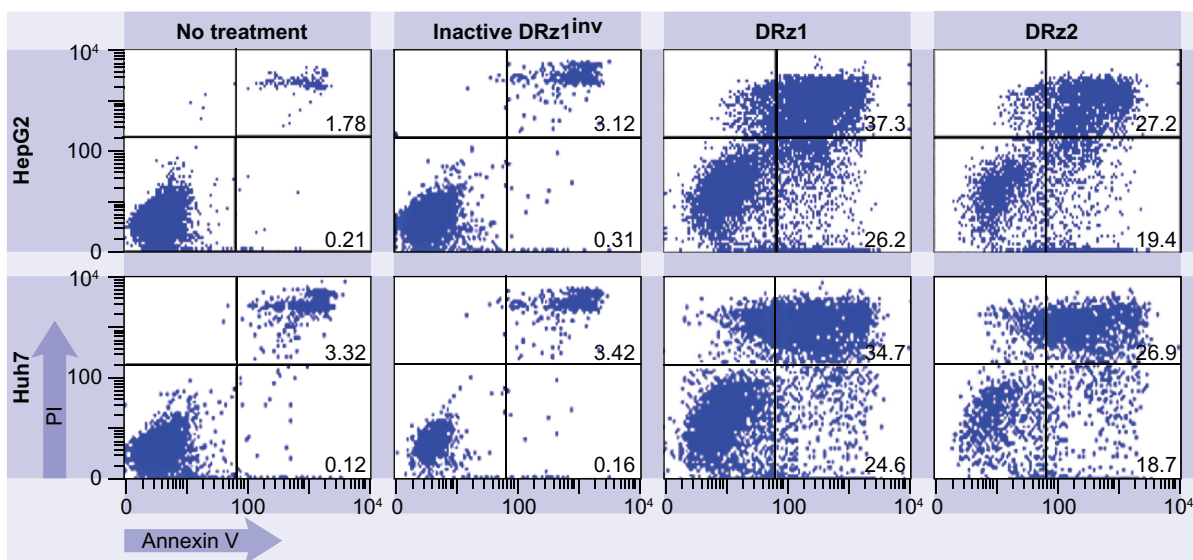 No treatment
Inactive DRz1inv
DRz1
DRz2
HepG2
10⁴
100
0
1.78
0.21
3.12
0.31
37.3
26.2
27.2
19.4
Huh7
PI
10⁴
100
0
3.32
0.12
3.42
0.16
34.7
24.6
26.9
18.7
0 100 10⁴
0 100 10⁴
0 100 10⁴
0 100 10⁴
Annexin V